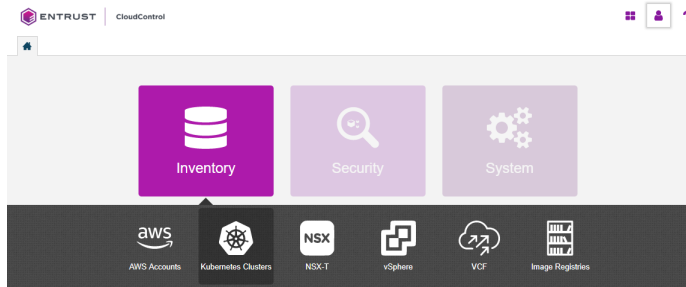 ENTRUST CloudControl
Inventory Security System
aws NSX
AWS Accounts Kubernetes Clusters NSX-T vSphere VCF Image Registries